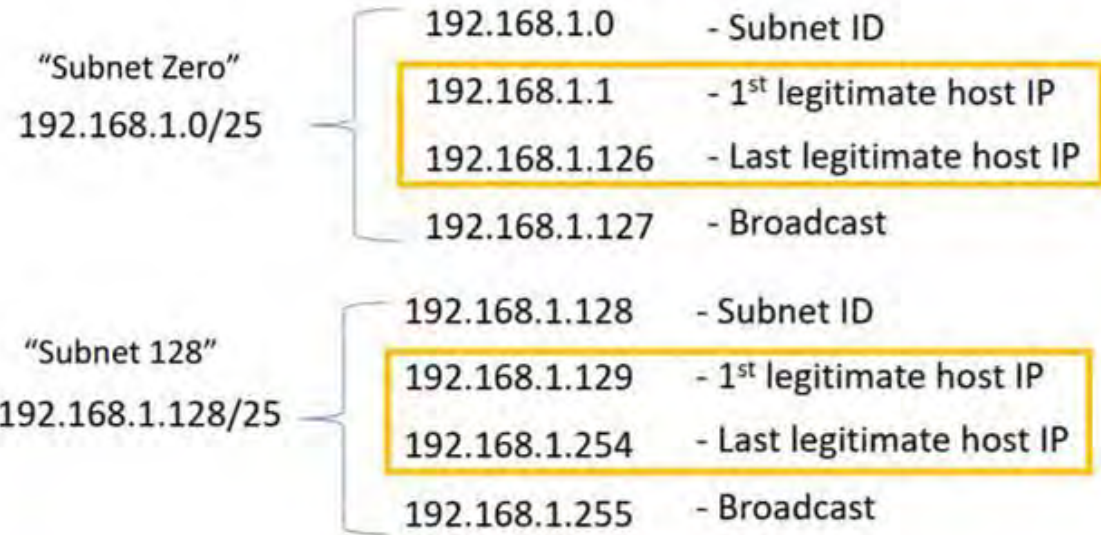 192.168.1.0 - Subnet ID
"Subnet Zero"
192.168.1.1 - 1st legitimate host IP
192.168.1.0/25
192.168.1.126 - Last legitimate host IP
192.168.1.127 - Broadcast
192.168.1.128 - Subnet ID
"Subnet 128"
192.168.1.129 - 1st legitimate host IP
192.168.1.128/25
192.168.1.254 - Last legitimate host IP
192.168.1.255 - Broadcast